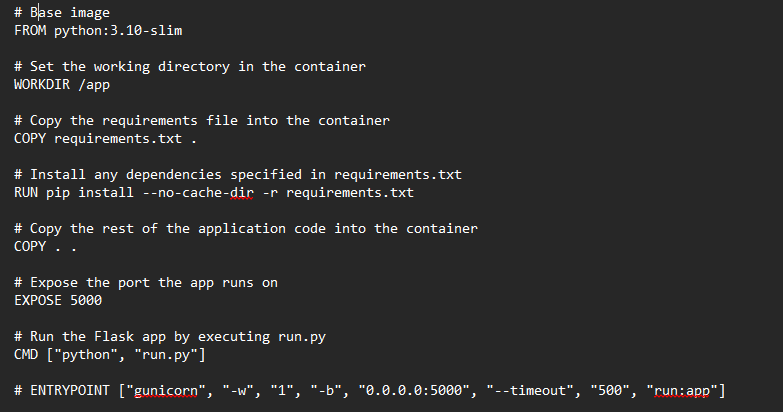 # Base image
FROM python:3.10-slim
# Set the working directory in the container
WORKDIR /app
# Copy the requirements file into the container
COPY requirements.txt .
# Install any dependencies specified in requirements.txt
RUN pip install --no-cache-dir -r requirements.txt
# Copy the rest of the application code into the container
COPY . .
# Expose the port the app runs on
EXPOSE 5000
# Run the Flask app by executing run.py
CMD ["python", "run.py"]
# ENTRYPOINT ["gunicorn", "-w", "1", "-b", "0.0.0.0:5000", "--timeout", "500", "run:app"]